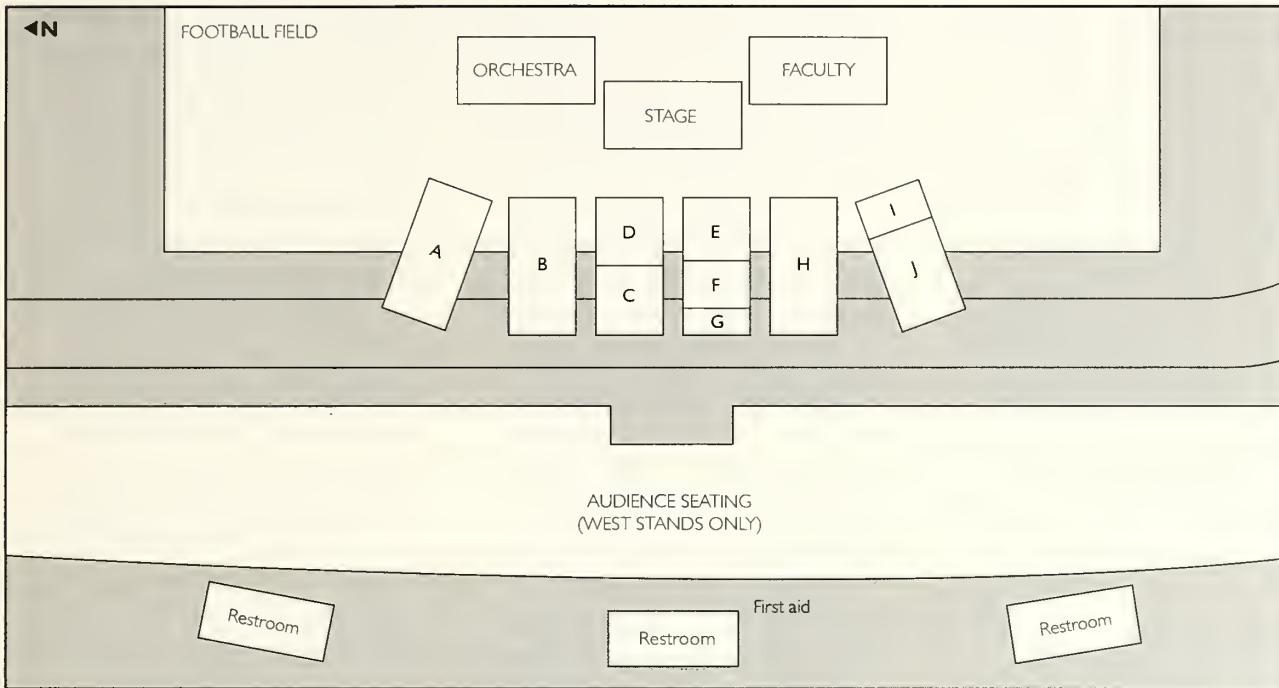 N
FOOTBALL FIELD
ORCHESTRA
FACULTY
STAGE
A
B
D
C
E
F
G
H
I
J
AUDIENCE SEATING
(WEST STANDS ONLY)
Restroom
First aid
Restroom
Restroom